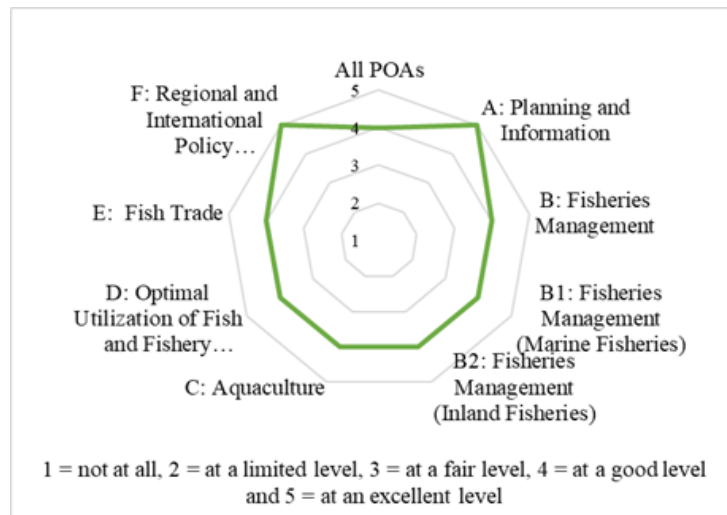 All POAs
5
4
3
2
1
A: Planning and
Information
B: Fisheries
Management
B1: Fisheries
Management
(Marine Fisheries)
B2: Fisheries
Management
(Inland Fisheries)
C: Aquaculture
D: Optimal
Utilization of Fish
and Fishery…
E: Fish Trade
F: Regional and
International
Policy…
1 = not at all, 2 = at a limited level, 3 = at a fair level, 4 = at a good level
and 5 = at an excellent level